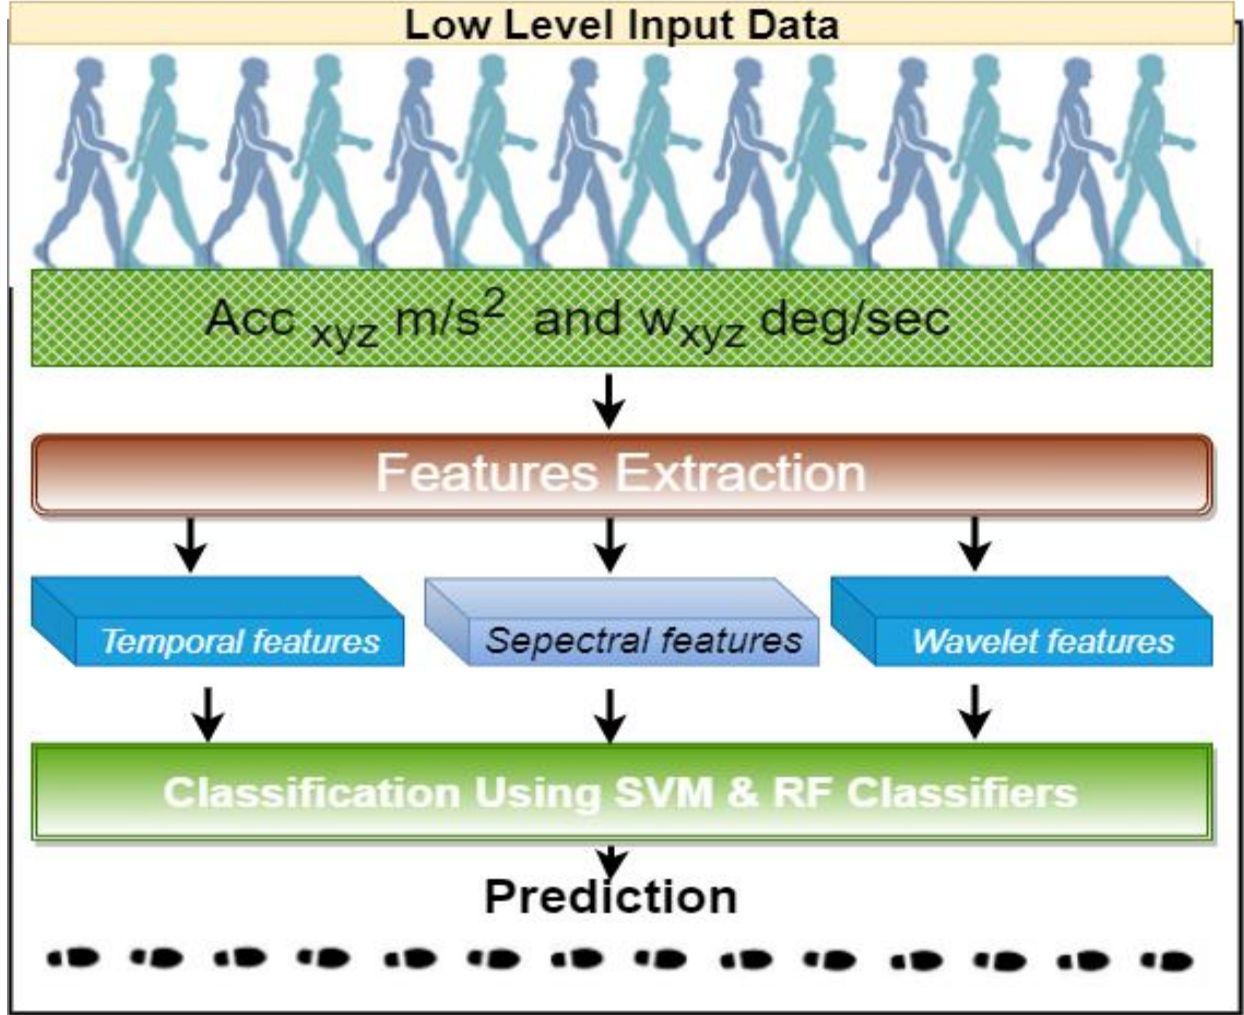 Low Level Input Data
Acc xyz m/s² and wxyz deg/sec
Features Extraction
Temporal features
Sepectral features
Wavelet features
Classification Using SVM & RF Classifiers
Prediction